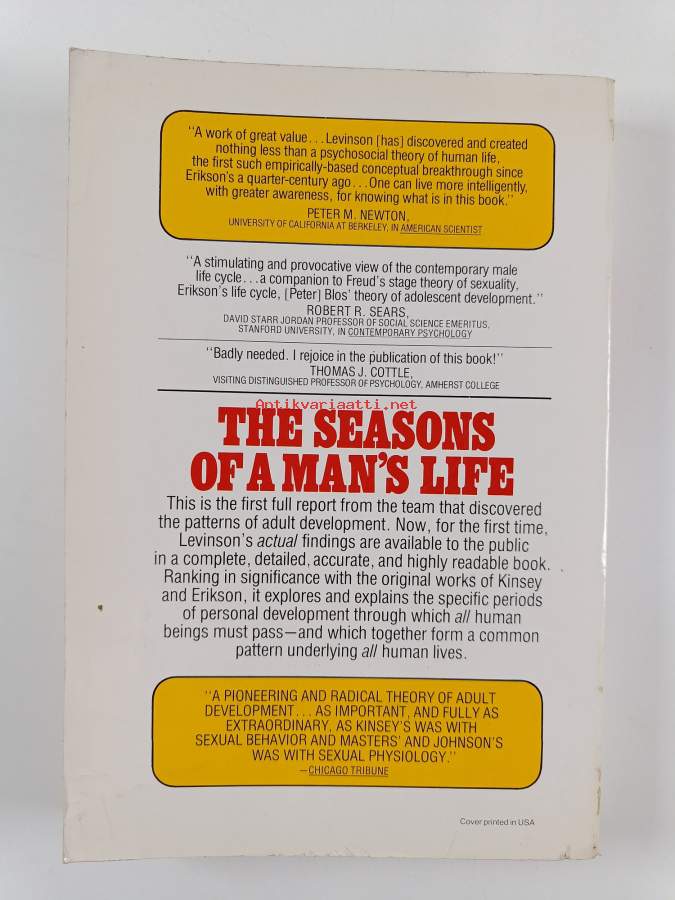 "A work of great value...Levinson [has] discovered and created
nothing less than a psychosocial theory of human life,
the first such empirically-based conceptual breakthrough since
Erikson's a quarter-century ago...One can live more intelligently,
with greater awareness, for knowing what is in this book."
PETER M. NEWTON,
UNIVERSITY OF CALIFORNIA AT BERKELEY, IN AMERICAN SCIENTIST
"A stimulating and provocative view of the contemporary male
life cycle...a companion to Freud's stage theory of sexuality,
Erikson's life cycle, [Peter] Blos' theory of adolescent development."
ROBERT R. SEARS,
DAVID STARR JORDAN PROFESSOR OF SOCIAL SCIENCE EMERITUS,
STANFORD UNIVERSITY, IN CONTEMPORARY PSYCHOLOGY
"Badly needed. I rejoice in the publication of this book!"
THOMAS J. COTTLE,
VISITING DISTINGUISHED PROFESSOR OF PSYCHOLOGY, AMHERST COLLEGE
Antikvariaatti.net
THE SEASONS
OF A MAN'S LIFE
This is the first full report from the team that discovered
the patterns of adult development. Now, for the first time,
Levinson's actual findings are available to the public
in a complete, detailed, accurate, and highly readable book.
Ranking in significance with the original works of Kinsey
and Erikson, it explores and explains the specific periods
of personal development through which all human
beings must pass—and which together form a common
pattern underlying all human lives.
"A PIONEERING AND RADICAL THEORY OF ADULT
DEVELOPMENT... AS IMPORTANT, AND FULLY AS
EXTRAORDINARY, AS KINSEY'S WAS WITH
SEXUAL BEHAVIOR AND MASTERS' AND JOHNSON'S
WAS WITH SEXUAL PHYSIOLOGY."
—CHICAGO TRIBUNE
Cover printed in USA